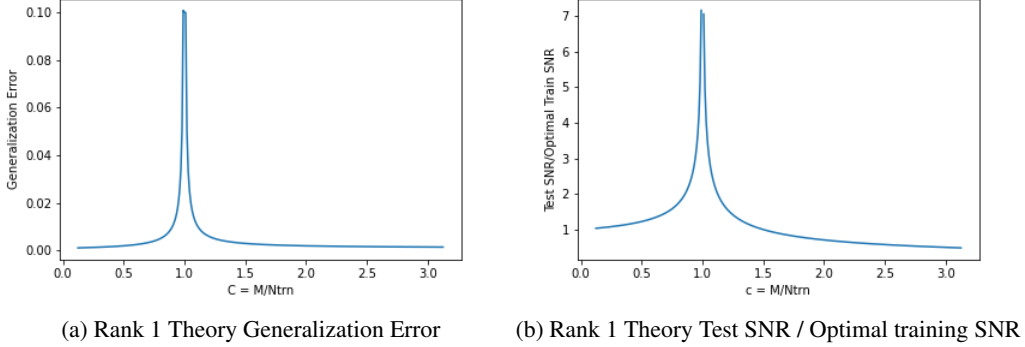 0.10
0.08
0.06
0.04
0.02
0.00
Generalization Error
0.0 0.5 1.0 1.5 2.0 2.5 3.0
C = M/Ntrn
7
6
5
4
3
2
1
Test SNR/Optimal Train SNR
0.0 0.5 1.0 1.5 2.0 2.5 3.0
c = M/Ntrn
(a) Rank 1 Theory Generalization Error
(b) Rank 1 Theory Test SNR / Optimal training SNR